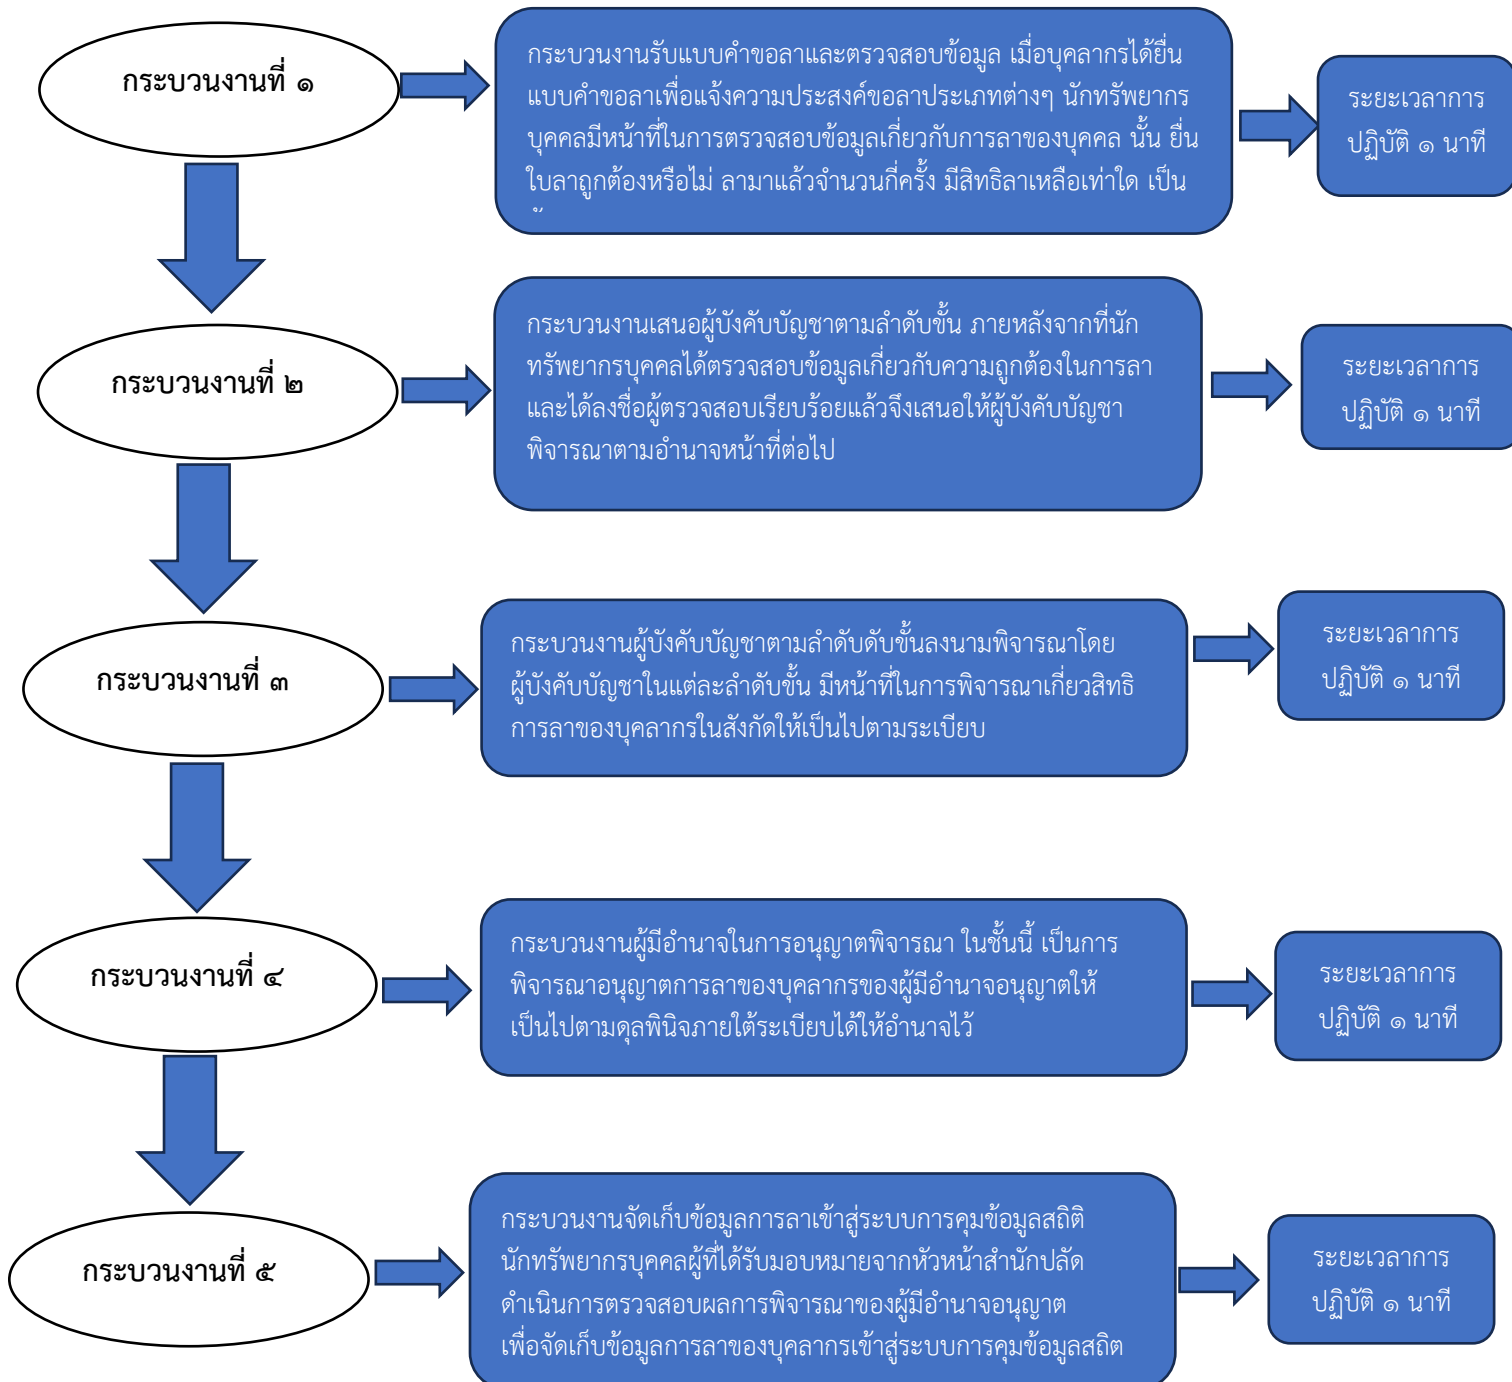 กระบวนงานที่ ๑
กระบวนงานรับแบบคำขอลาและตรวจสอบข้อมูล เมื่อบุคลากรได้ยื่น
แบบคำขอลาเพื่อแจ้งความประสงค์ขอลาประเภทต่างๆ นักทรัพยากร
บุคคลมีหน้าที่ในการตรวจสอบข้อมูลเกี่ยวกับการลาของบุคคล นั้น ยื่น
ใบลาถูกต้องหรือไม่ ลามาแล้วจำนวนกี่ครั้ง มีสิทธิลาเหลือเท่าใด เป็น
ระยะเวลาการ
ปฏิบัติ ๑ นาที
กระบวนงานที่ ๒
กระบวนงานเสนอผู้บังคับบัญชาตามลำดับขั้น ภายหลังจากที่นัก
ทรัพยากรบุคคลได้ตรวจสอบข้อมูลเกี่ยวกับความถูกต้องในการลา
และได้ลงชื่อผู้ตรวจสอบเรียบร้อยแล้วจึงเสนอให้ผู้บังคับบัญชา
พิจารณาตามอำนาจหน้าที่ต่อไป
ระยะเวลาการ
ปฏิบัติ ๑ นาที
กระบวนงานที่ ๓
กระบวนงานผู้บังคับบัญชาตามลำดับดับขั้นลงนามพิจารณาโดย
ผู้บังคับบัญชาในแต่ละลำดับขั้น มีหน้าที่ในการพิจารณาเกี่ยวสิทธิ
การลาของบุคลากรในสังกัดให้เป็นไปตามระเบียบ
ระยะเวลาการ
ปฏิบัติ ๑ นาที
กระบวนงานที่ ๔
กระบวนงานผู้มีอำนาจในการอนุญาตพิจารณา ในชั้นนี้ เป็นการ
พิจารณาอนุญาตการลาของบุคลากรของผู้มีอำนาจอนุญาตให้
เป็นไปตามดุลพินิจภายใต้ระเบียบได้ให้อำนาจไว้
ระยะเวลาการ
ปฏิบัติ ๑ นาที
กระบวนงานที่ ๕
กระบวนงานจัดเก็บข้อมูลการลาเข้าสู่ระบบการคุมข้อมูลสถิติ
นักทรัพยากรบุคคลผู้ที่ได้รับมอบหมายจากหัวหน้าสำนักปลัด
ดำเนินการตรวจสอบผลการพิจารณาของผู้มีอำนาจอนุญาต
เพื่อจัดเก็บข้อมูลการลาของบุคลากรเข้าสู่ระบบการคุมข้อมูลสถิต
ระยะเวลาการ
ปฏิบัติ ๑ นาที